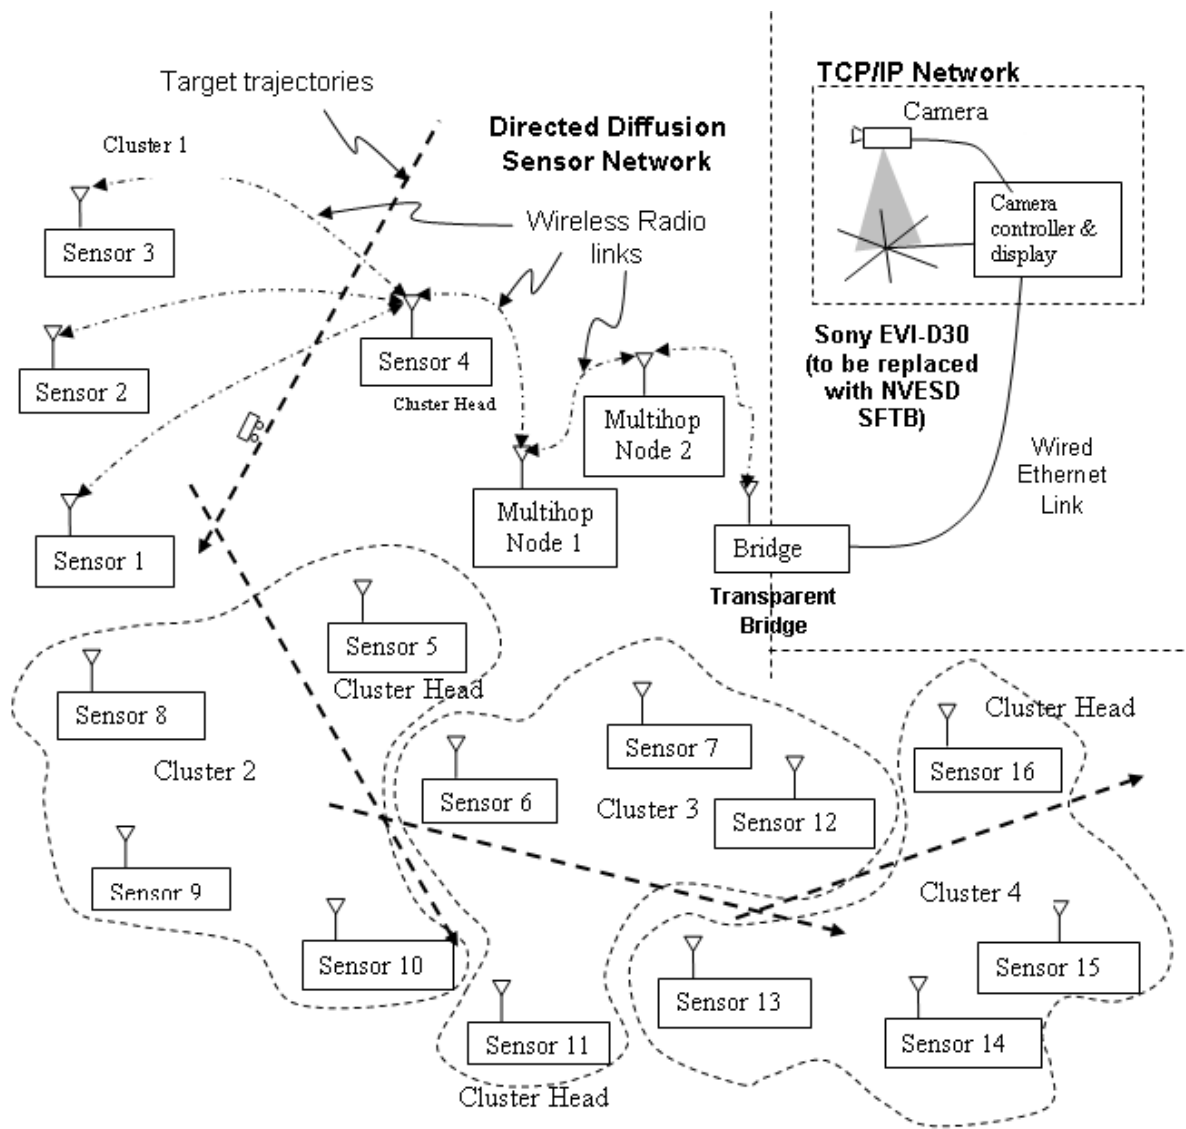 TCP/IP Network
Target trajectories
Camera
Directed Diffusion
Sensor Network
Cluster 1
Camera
controller &
display
Wireless Radio
links
Sensor 3
Sony EVI-D30
(to be replaced
with NVESD
SFTB)
Sensor 4
Cluster Head
Sensor 2
Multihop
Node 2
Wired
Ethernet
Link
Multihop
Node 1
Bridge
Sensor 1
Transparent
Bridge
Sensor 5
Cluster Head
Sensor 8
Cluster Head
Sensor 7
Cluster 2
Sensor 16
Sensor 6
Cluster 3
Sensor 12
Sensor 9
Cluster 4
Sensor 10
Sensor 15
Sensor 13
Sensor 11
Sensor 14
Cluster Head